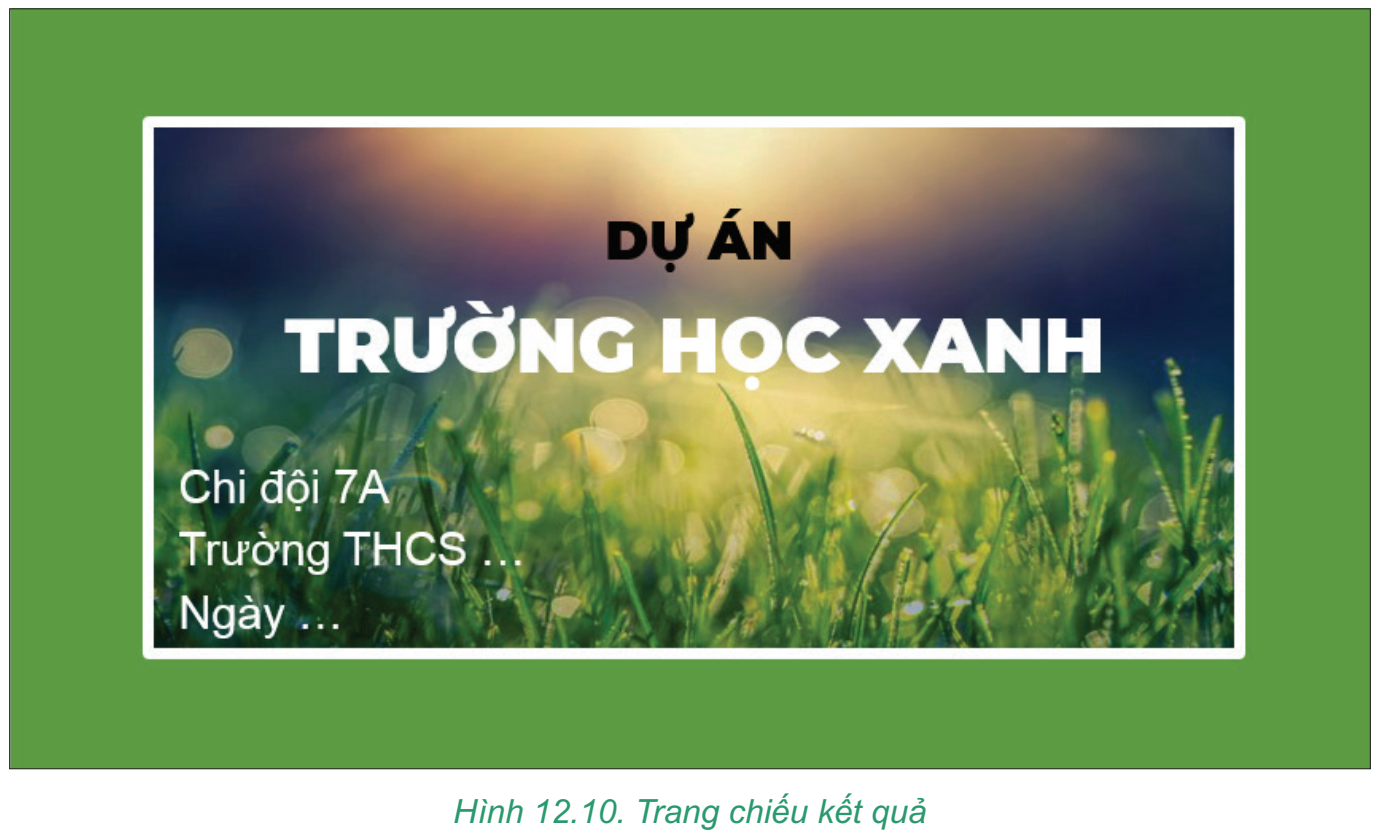 DỰ ÁN
TRƯỜNG HỌC XANH
Chi đội 7A
Trường THCS ...
Ngày ...
Hình 12.10. Trang chiếu kết quả